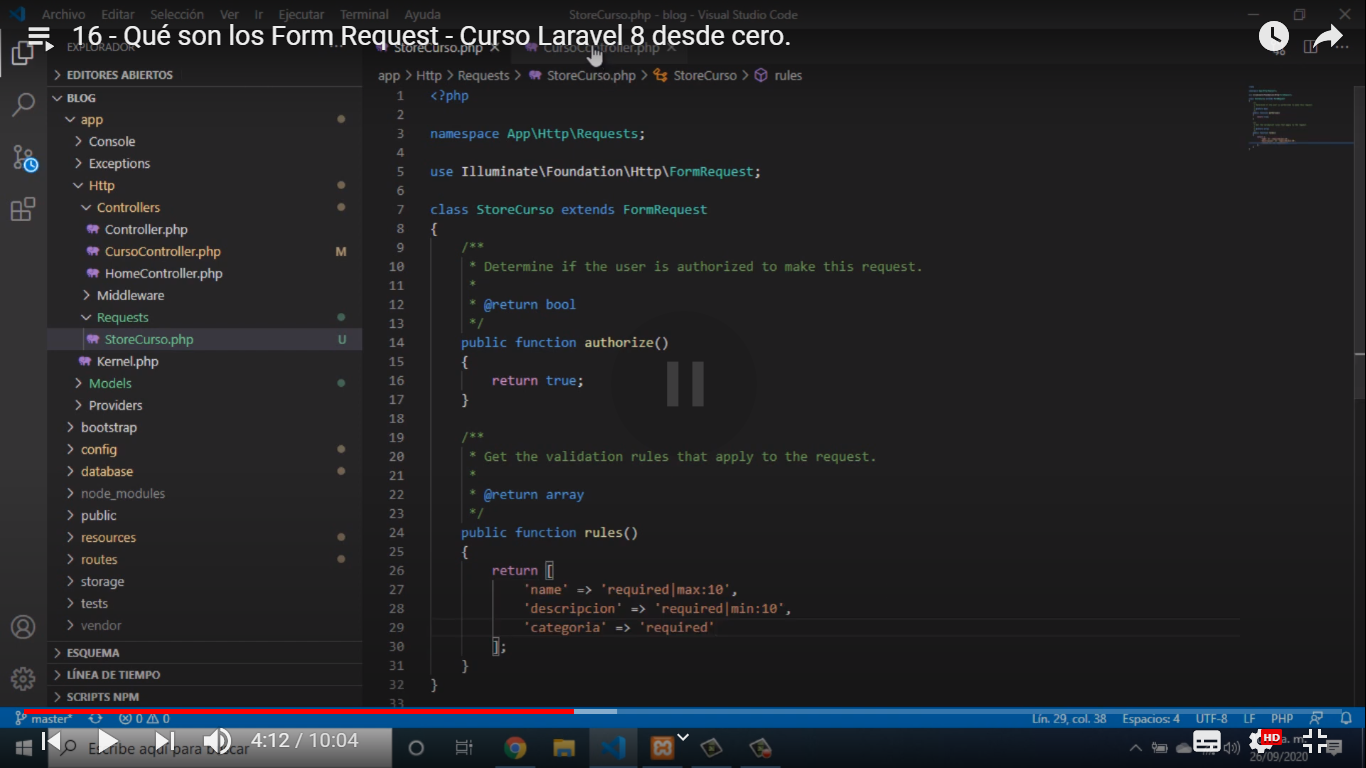 Archivo Editar Selección Ver Ir Ejecutar Terminal Ayuda StoreCurso.php - blog - Visual Studio Code
16 - Qué son los Form Request - Curso Laravel 8 desde cero.
EXPLORADOR
StoreCurso.php
CursoController.php
EDITORES ABIERTOS
BLOG
app
Console
Exceptions
Http
Controllers
Controller.php
CursoController.php M
HomeController.php
Middleware
Requests
StoreCurso.php U
Kernel.php
Models
Providers
bootstrap
config
database
node_modules
public
resources
routes
storage
tests
vendor
ESQUEMA
LÍNEA DE TIEMPO
SCRIPTS NPM
app > Http > Requests > StoreCurso.php > StoreCurso > rules
1 <?php
2
3 namespace App\Http\Requests;
4
5 use Illuminate\Foundation\Http\FormRequest;
6
7 class StoreCurso extends FormRequest
8 {
9 /**
10 * Determine if the user is authorized to make this request.
11 *
12 * @return bool
13 */
14 public function authorize()
15 {
16 return true;
17 }
18
19 /**
20 * Get the validation rules that apply to the request.
21 *
22 * @return array
23 */
24 public function rules()
25 {
26 return [
27 'name' => 'required|max:10',
28 'descripcion' => 'required|min:10',
29 'categoria' => 'required'
30 ];
31 }
32 }
33
master* 0 0 Lín. 29, col. 38 Espacios: 4 UTF-8 LF PHP
Escribe aquí para buscar
4:12 / 10:04
HD
26/09/2020